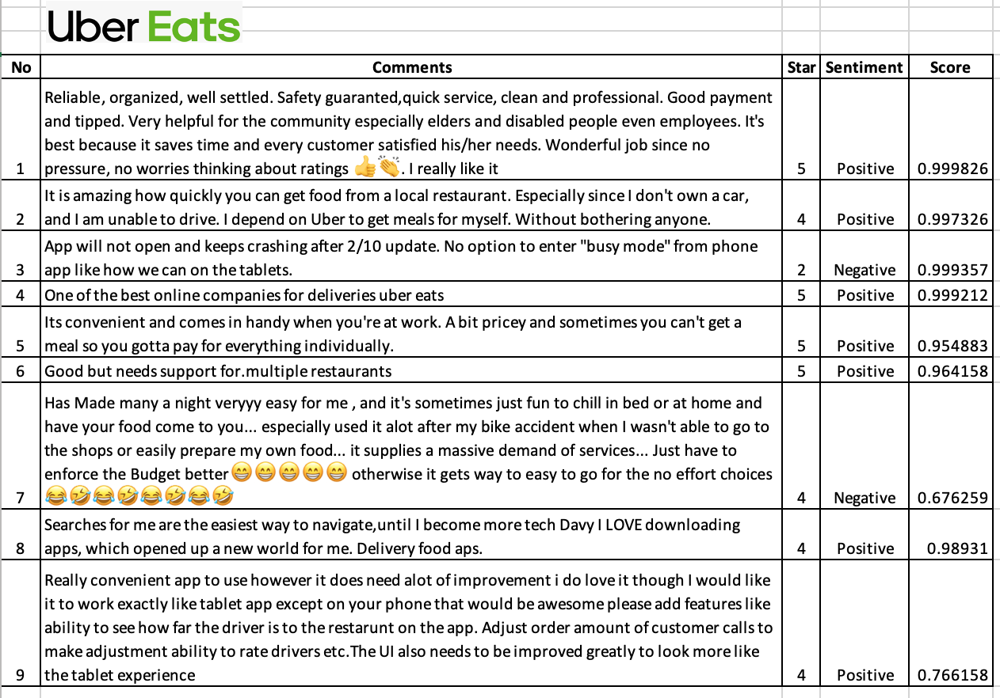 Uber Eats
No Comments Star Sentiment Score
Reliable, organized, well settled. Safety guaranted,quick service, clean and professional. Good payment
and tipped. Very helpful for the community especially elders and disabled people even employees. It's
best because it saves time and every customer satisfied his/her needs. Wonderful job since no
1 pressure, no worries thinking about ratings 👍👏. I really like it 5 Positive 0.999826
It is amazing how quickly you can get food from a local restaurant. Especially since I don't own a car,
2 and I am unable to drive. I depend on Uber to get meals for myself. Without bothering anyone. 4 Positive 0.997326
App will not open and keeps crashing after 2/10 update. No option to enter "busy mode" from phone
3 app like how we can on the tablets. 2 Negative 0.999357
4 One of the best online companies for deliveries uber eats 5 Positive 0.999212
Its convenient and comes in handy when you're at work. A bit pricey and sometimes you can't get a
5 meal so you gotta pay for everything individually. 5 Positive 0.954883
6 Good but needs support for.multiple restaurants 5 Positive 0.964158
Has Made many a night veryyy easy for me , and it's sometimes just fun to chill in bed or at home and
have your food come to you... especially used it alot after my bike accident when I wasn't able to go to
the shops or easily prepare my own food... it supplies a massive demand of services... Just have to
enforce the Budget better 😁😁😁😁😁 otherwise it gets way to easy to go for the no effort choices
7 😂🤣😂🤣😂🤣😂🤣 4 Negative 0.676259
Searches for me are the easiest way to navigate,until I become more tech Davy I LOVE downloading
8 apps, which opened up a new world for me. Delivery food aps. 4 Positive 0.98931
Really convenient app to use however it does need alot of improvement i do love it though I would like
it to work exactly like tablet app except on your phone that would be awesome please add features like
ability to see how far the driver is to the restarunt on the app. Adjust order amount of customer calls to
make adjustment ability to rate drivers etc.The UI also needs to be improved greatly to look more like
9 the tablet experience 4 Positive 0.766158